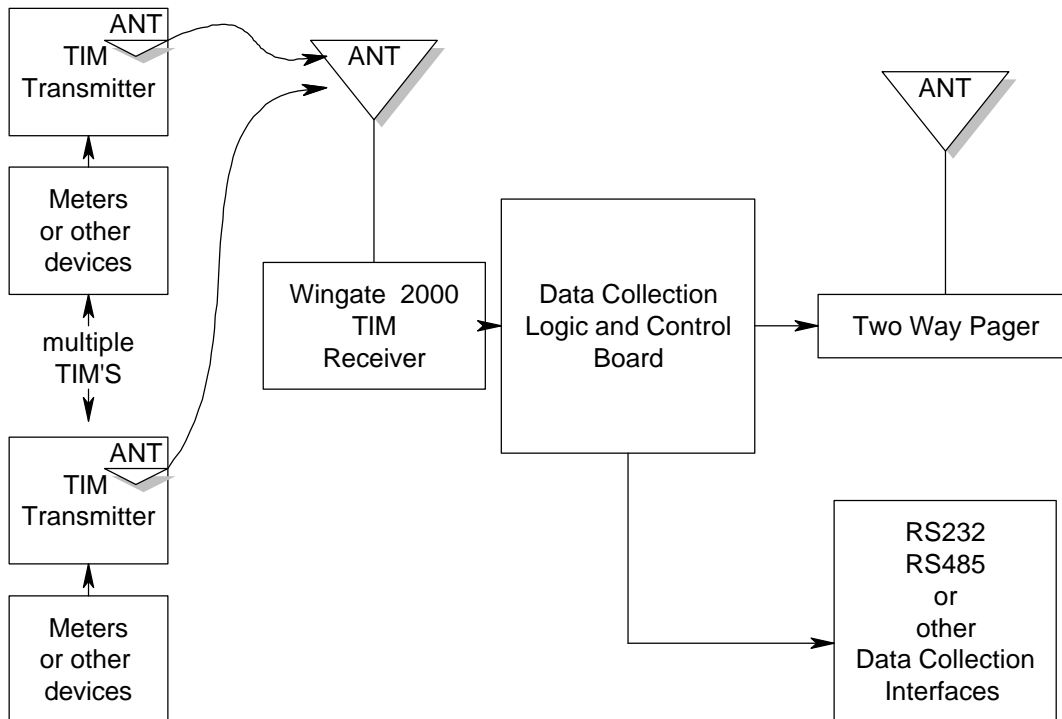 ANT
TIM
Transmitter
Meters
or other
devices
multiple
TIM'S
ANT
TIM
Transmitter
Meters
or other
devices
ANT
Wingate 2000
TIM
Receiver
Data Collection
Logic and Control
Board
ANT
Two Way Pager
RS232
RS485
or
other
Data Collection
Interfaces